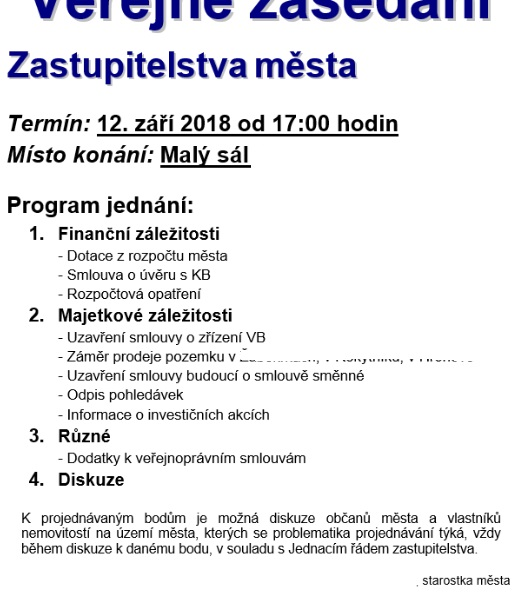 Veřejné zasedání
Zastupitelstva města
Termín: 12. září 2018 od 17:00 hodin
Místo konání: Malý sál
Program jednání:
1. Finanční záležitosti
- Dotace z rozpočtu města
- Smlouva o úvěru s KB
- Rozpočtová opatření
2. Majetkové záležitosti
- Uzavření smlouvy o zřízení VB
- Záměr prodeje pozemku v
- Uzavření smlouvy budoucí o smlouvě směnné
- Odpis pohledávek
- Informace o investičních akcích
3. Různé
- Dodatky k veřejnoprávním smlouvám
4. Diskuze
K projednávaným bodům je možná diskuze občanů města a vlastníků
nemovitostí na území města, kterých se problematika projednávání týká, vždy
během diskuze k danému bodu, v souladu s Jednacím řádem zastupitelstva.
starostka města